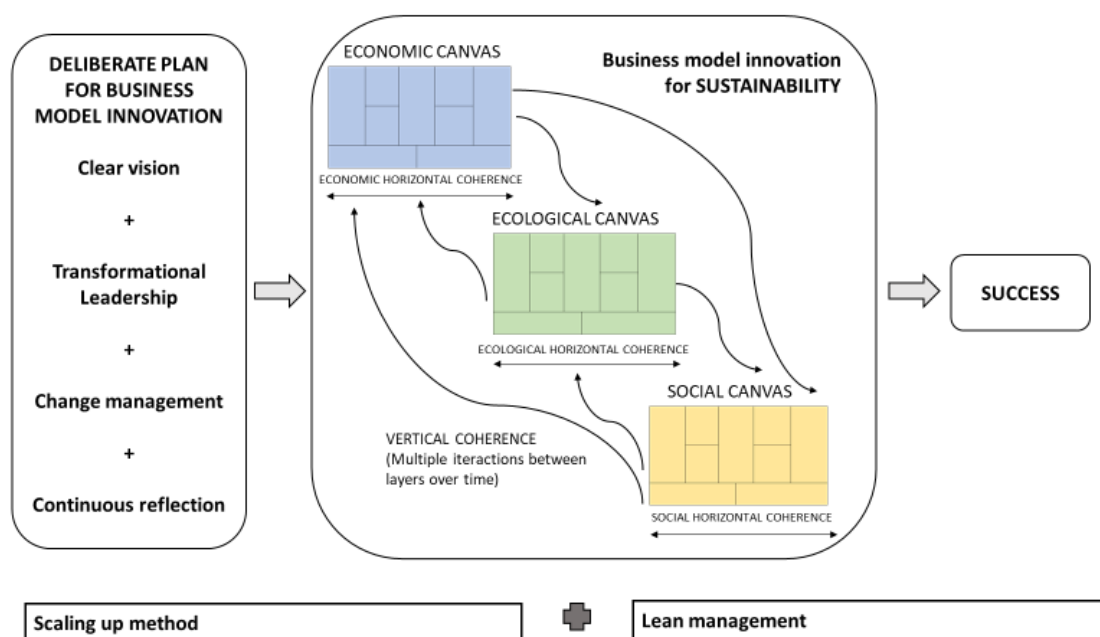 DELIBERATE PLAN
FOR BUSINESS
MODEL INNOVATION
Clear vision
+
Transformational
Leadership
+
Change management
+
Continuous reflection
Business model innovation
for SUSTAINABILITY
ECONOMIC CANVAS
ECONOMIC HORIZONTAL COHERENCE
ECOLOGICAL CANVAS
ECOLOGICAL HORIZONTAL COHERENCE
SOCIAL CANVAS
SOCIAL HORIZONTAL COHERENCE
VERTICAL COHERENCE
(Multiple iteractions between
layers over time)
SUCCESS
Scaling up method
Lean management